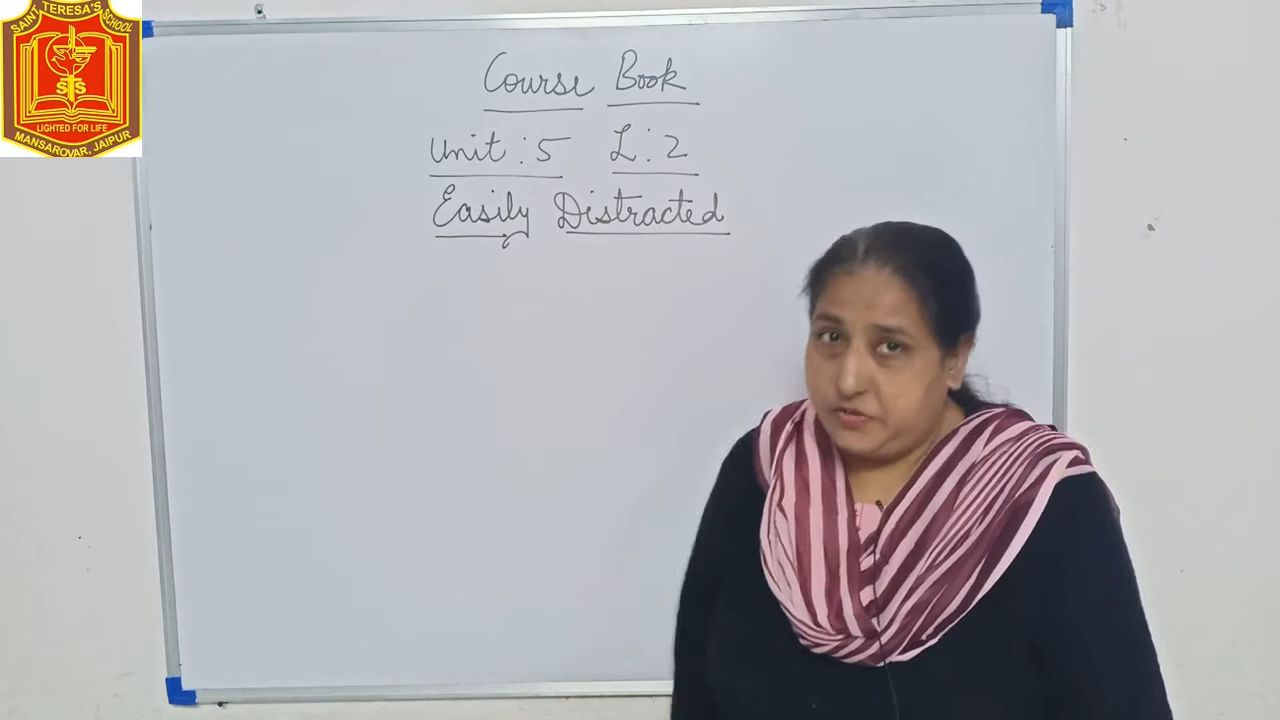 SAINT TERESA'S SCHOOL
STS
LIGHTED FOR LIFE
MANSAROVAR, JAIPUR
Course Book
Unit : 5 L : 2
Easily Distracted